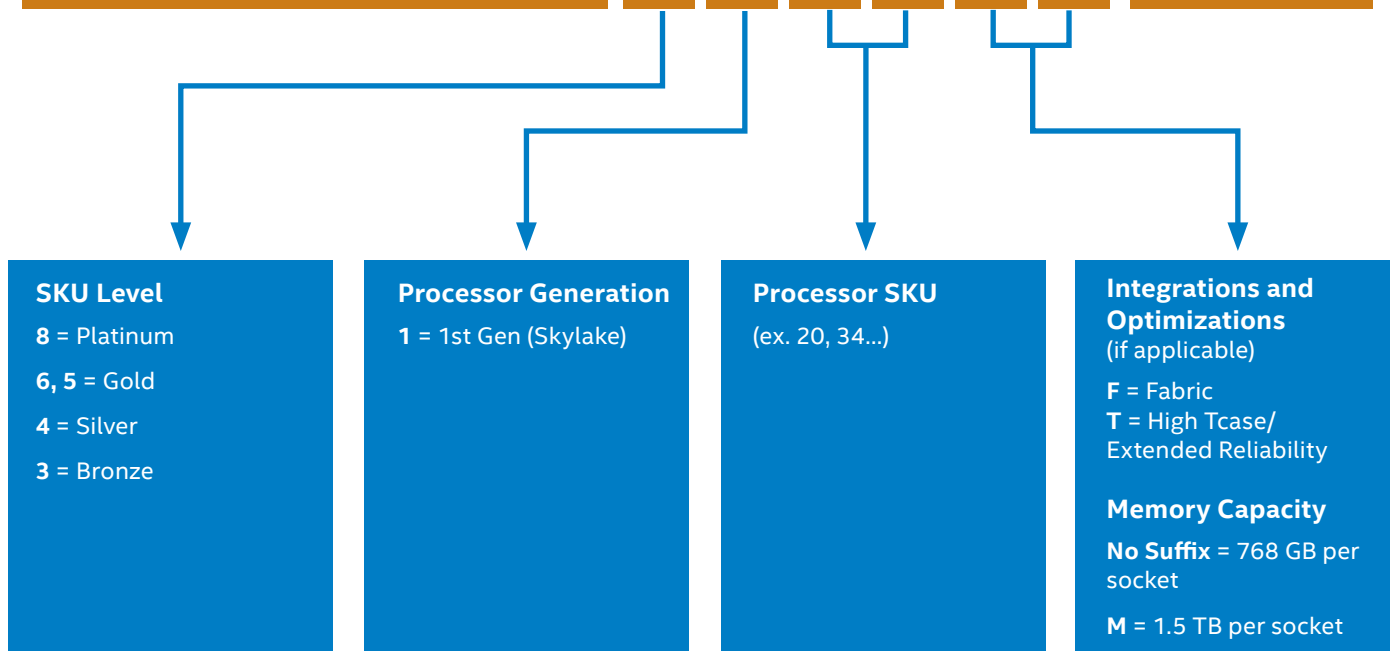 SKU Level
8 = Platinum
6, 5 = Gold
4 = Silver
3 = Bronze
Processor Generation
1 = 1st Gen (Skylake)
Processor SKU
(ex. 20, 34...)
Integrations and
Optimizations
(if applicable)
F = Fabric
T = High Tcase/
Extended Reliability
Memory Capacity
No Suffix = 768 GB per
socket
M = 1.5 TB per socket